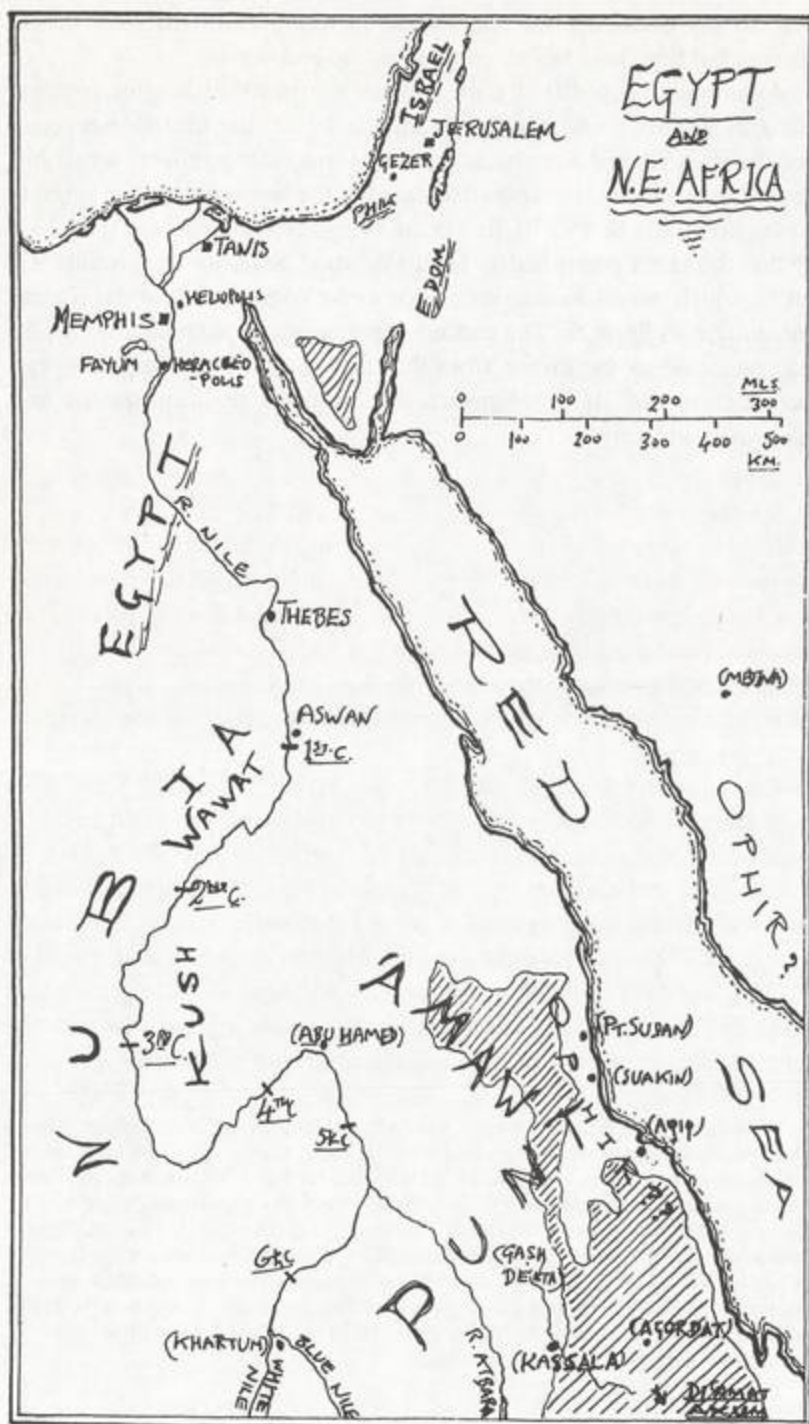 EGYPT
AND
N.E. AFRICA
ISRAEL
JERUSALEM
GEZER
PHIL
EDOM
TANIS
HELIOPOLIS
MEMPHIS
FAYUM
HERACLEO
-POLIS
MLS.
100 200 300
0 100 200 300 400 500
KM.
EGYPT
R. NILE
THEBES
RED
(MEDINA)
ASWAN
1ST. C.
NUBIA
WAWAT
OPHIR?
2ND C.
KUSH
3RD C.
(ABU HAMED)
4TH
5TH C
'AMAW
OPHIR??
(PT. SUDAN)
(SUAKIN)
(AQIQ)
SEA
PUNT
(GASH
DELTA)
6TH C
(KHARTUM)
WHITE
NILE
BLUE NILE
R. ATBARA
(KASSALA)
(AGORDAT)